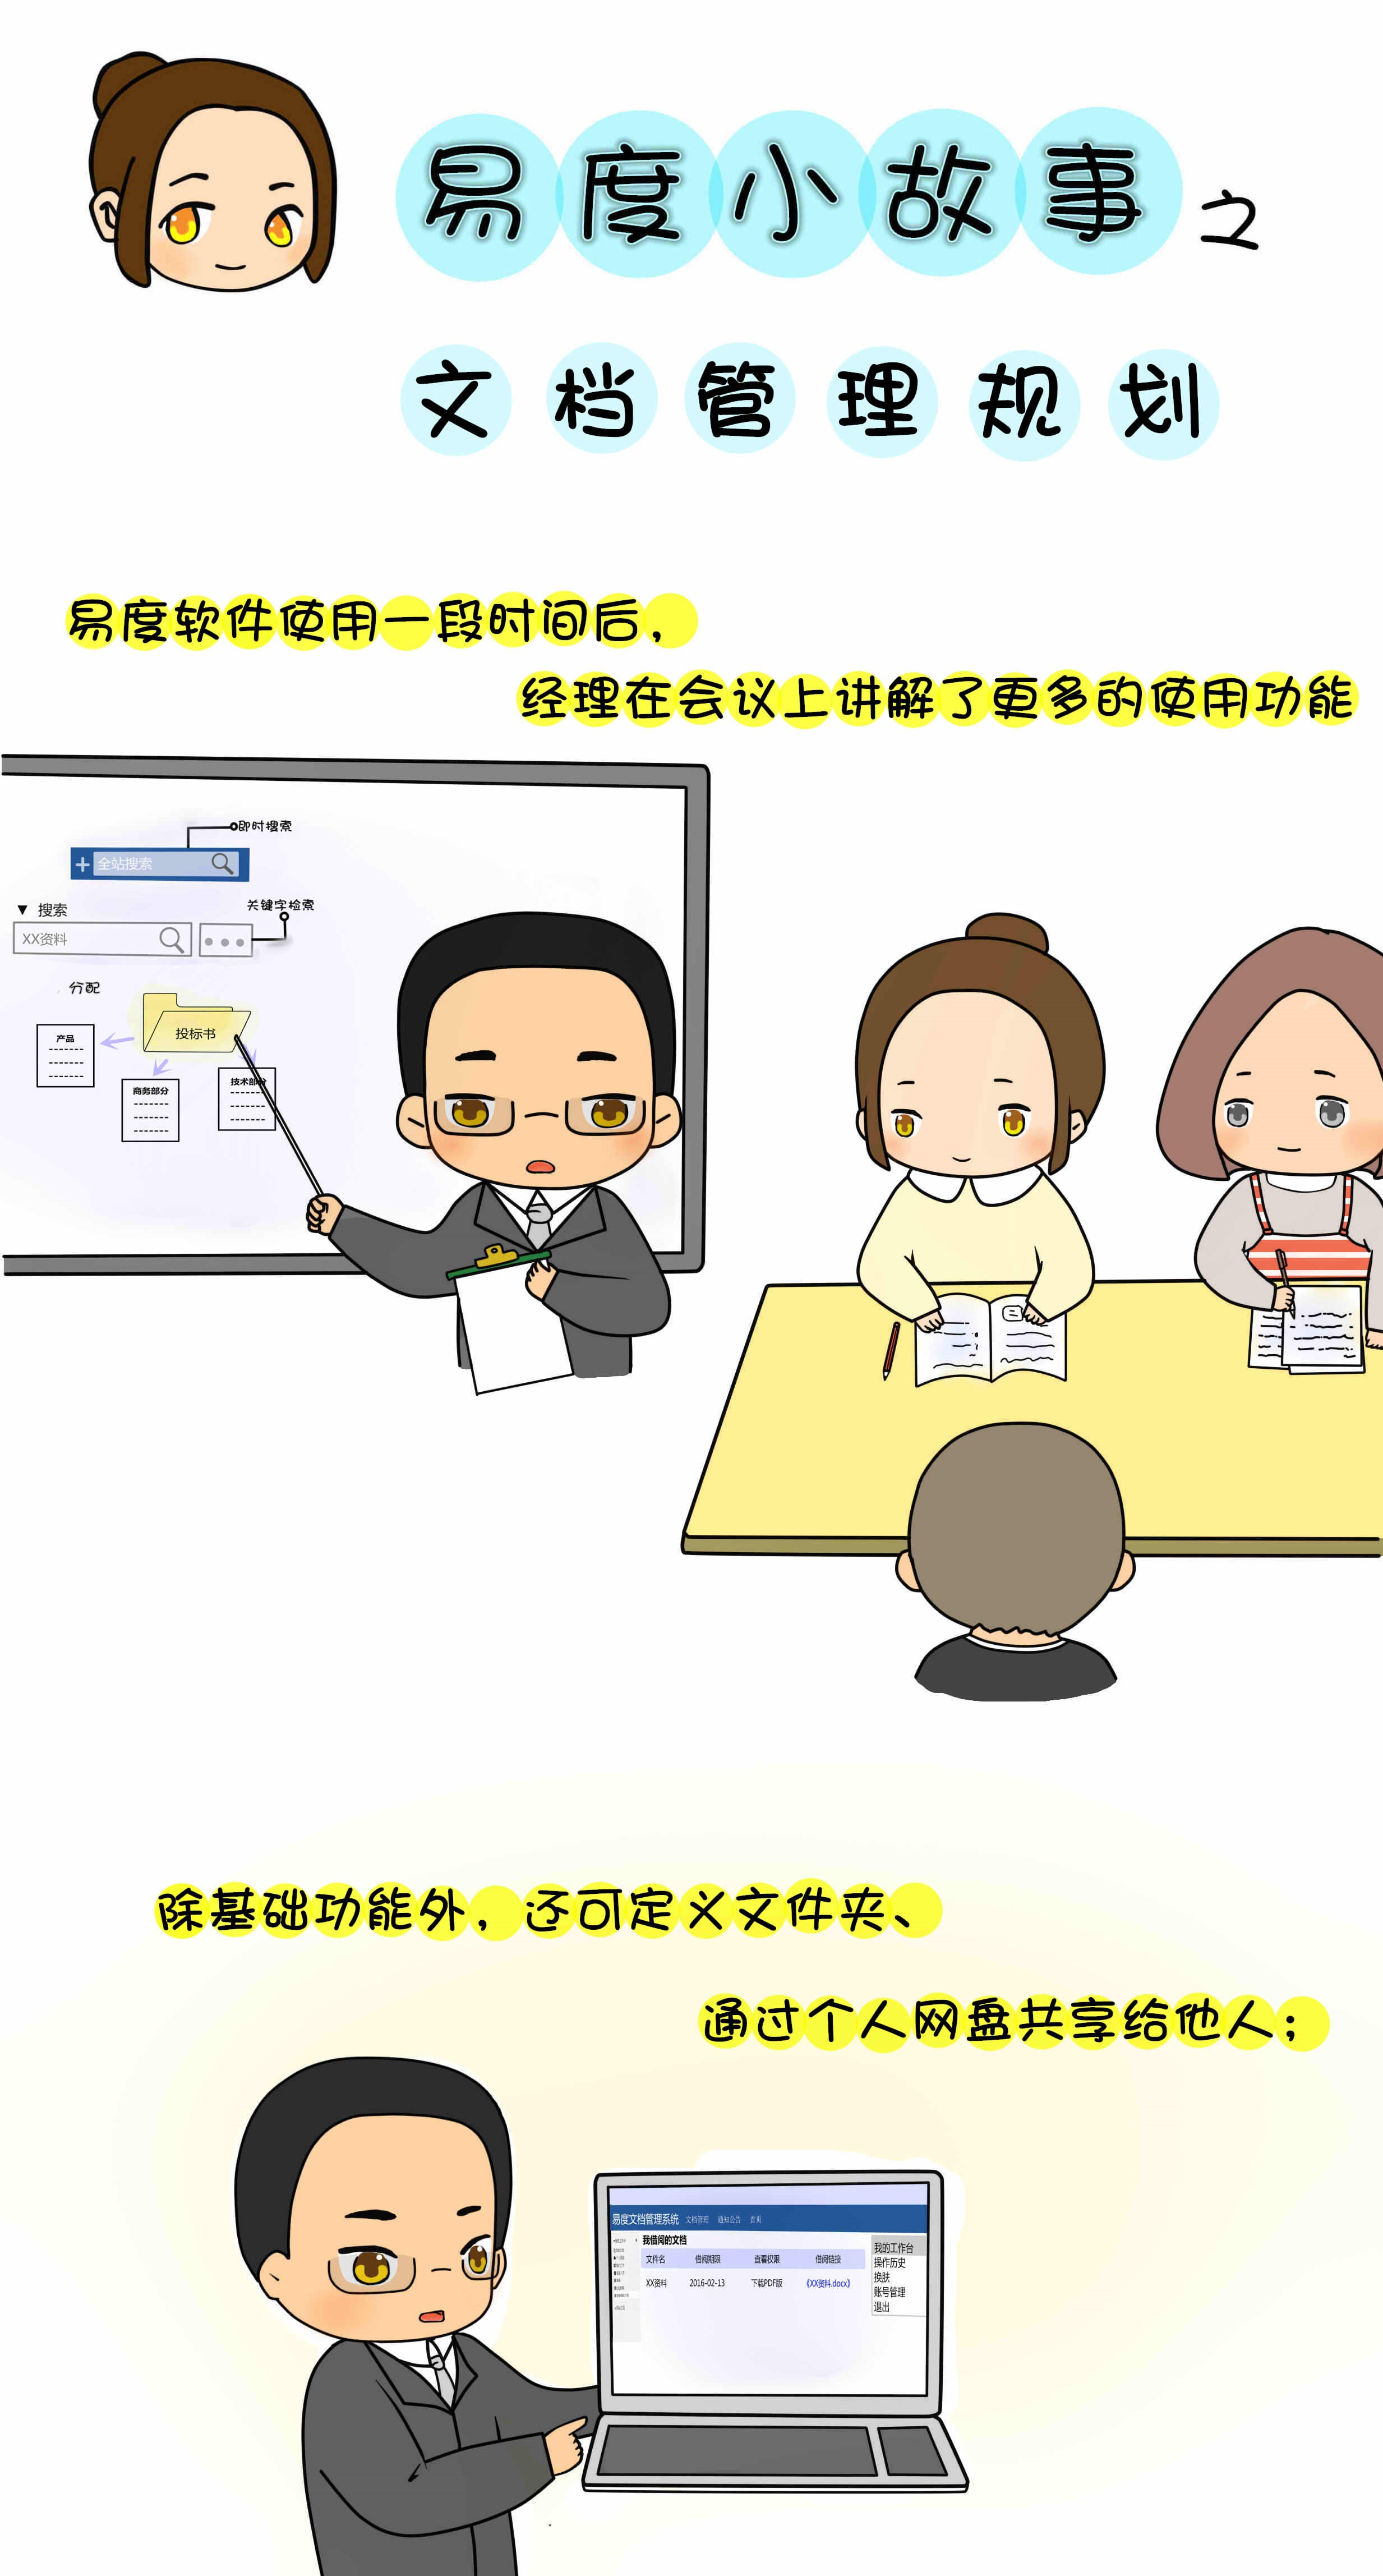 易度小故事之
文档管理规划
易度软件使用一段时间后，
经理在会议上讲解了更多的使用功能
即时搜索
+ 全站搜索
关键字检索
▼ 搜索
XX资料
分配
投标书
产品
商务部分
技术部分
除基础功能外，还可定义文件夹、
通过个人网盘共享给他人；
易度文档管理系统 文档管理 通知公告 首页
我借阅的文档
文件名 借阅期限 查看权限 借阅链接
XX资料 2016-02-13 下载PDF版 《XX资料.docx》
我的工作台
操作历史
换肤
账号管理
退出